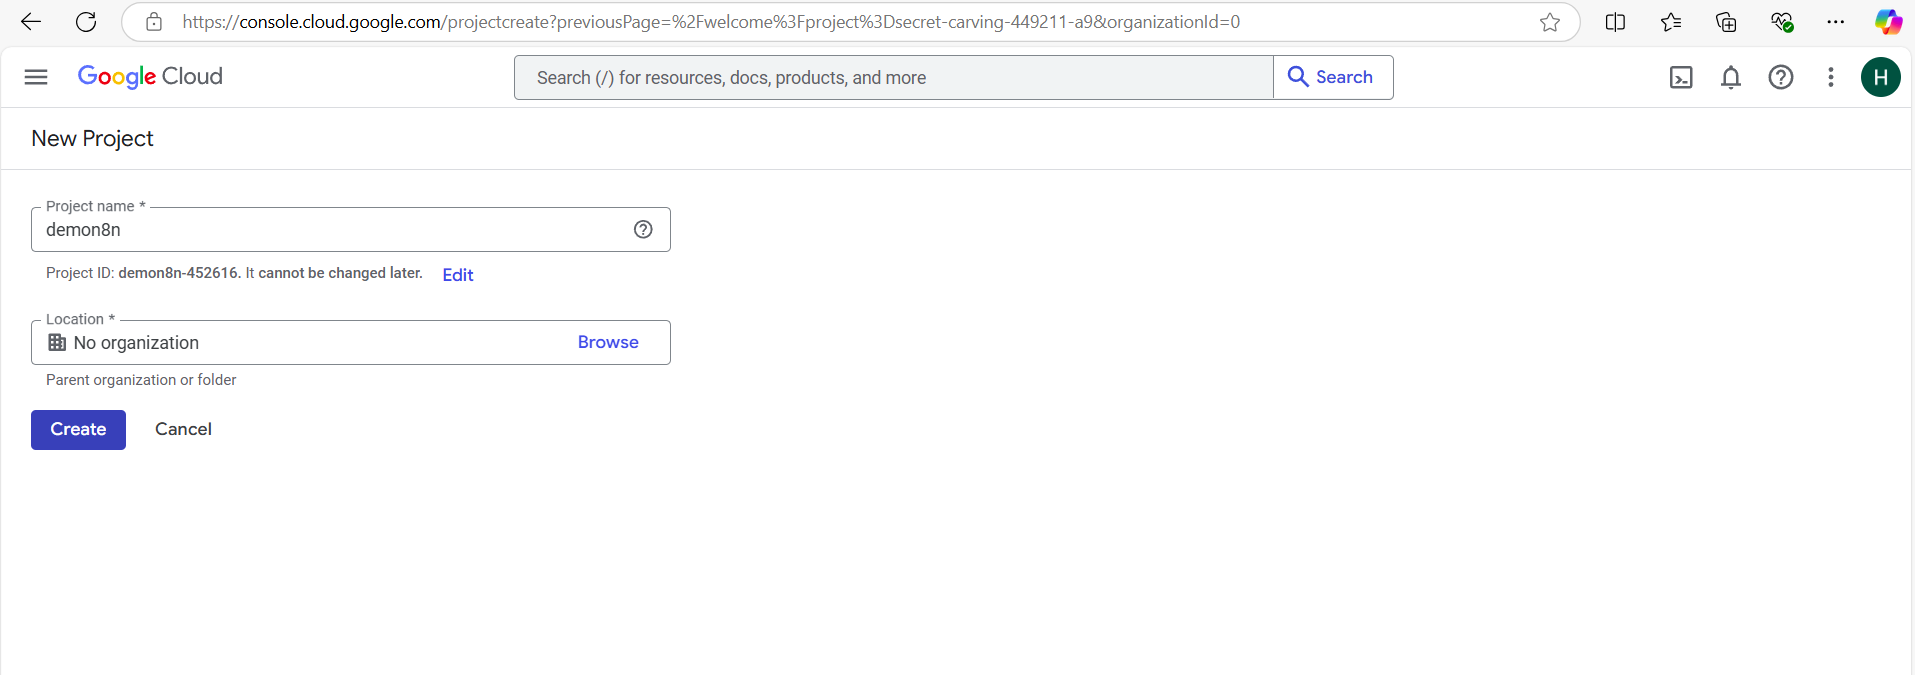 https://console.cloud.google.com/projectcreate?previousPage=%2Fwelcome%3Fproject%3Dsecret-carving-449211-a9&organizationId=0
Google Cloud
Search (/) for resources, docs, products, and more
Search
H
New Project
Project name *
demon8n
Project ID: demon8n-452616. It cannot be changed later. Edit
Location *
No organization
Browse
Parent organization or folder
Create
Cancel